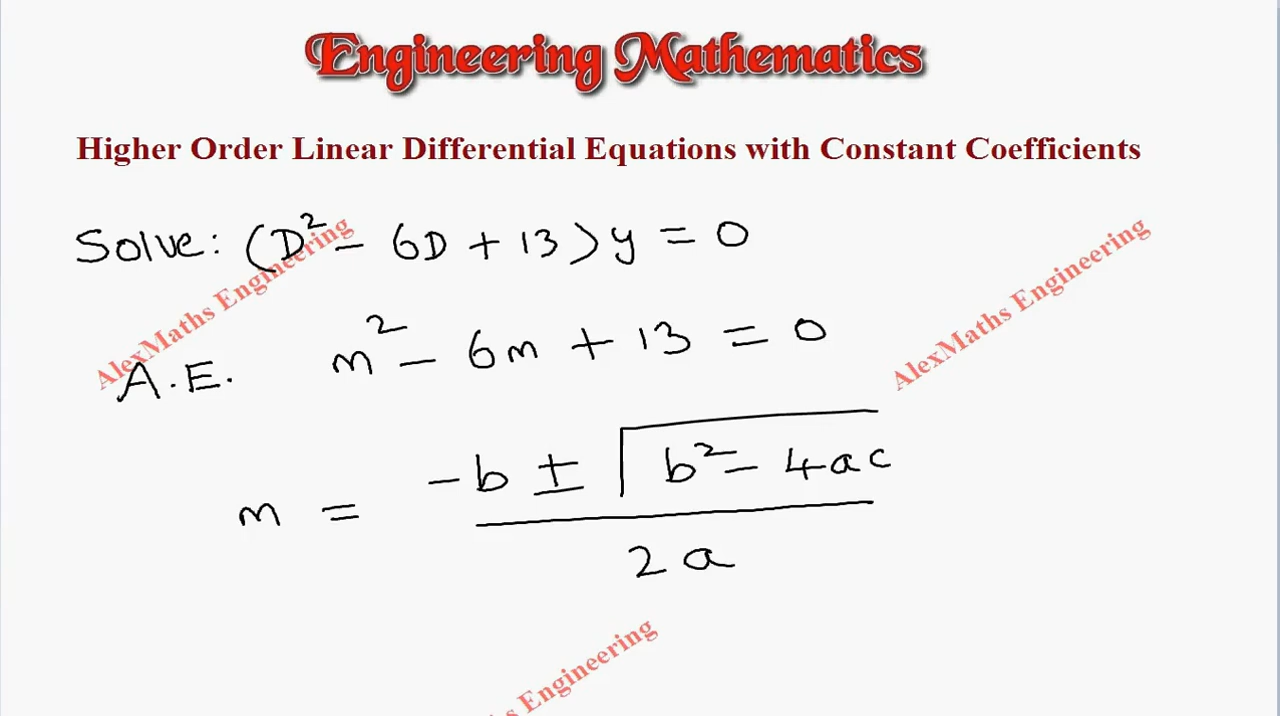 Engineering Mathematics
Higher Order Linear Differential Equations with Constant Coefficients
Solve: (D² - 6D + 13) y = 0
AlexMaths Engineering
AlexMaths Engineering
A.E. m² - 6m + 13 = 0
m = (-b ± √(b² - 4ac)) / 2a
Engineering